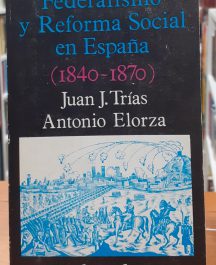 Federalismo
y Reforma Social
en España
(1840-1870)
Juan J. Trías
Antonio Elorza